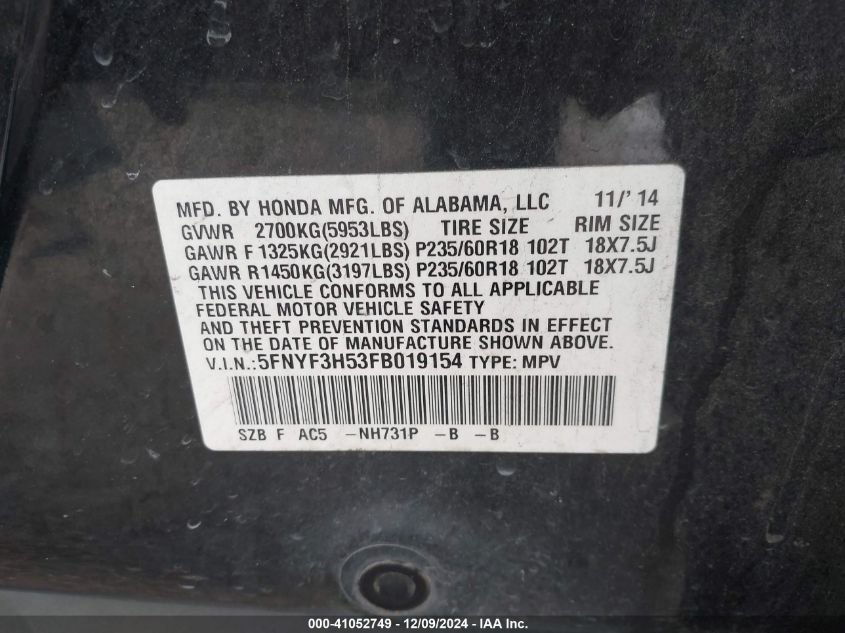 MFD. BY HONDA MFG. OF ALABAMA, LLC 11/'14
GVWR 2700KG(5953LBS) TIRE SIZE RIM SIZE
GAWR F 1325KG(2921LBS) P235/60R18 102T 18X7.5J
GAWR R1450KG(3197LBS) P235/60R18 102T 18X7.5J
THIS VEHICLE CONFORMS TO ALL APPLICABLE
FEDERAL MOTOR VEHICLE SAFETY
AND THEFT PREVENTION STANDARDS IN EFFECT
ON THE DATE OF MANUFACTURE SHOWN ABOVE.
V.I.N.:5FNYF3H53FB019154 TYPE: MPV
SZB F AC5 -NH731P -B -B
000-41052749 - 12/09/2024 - IAA Inc.